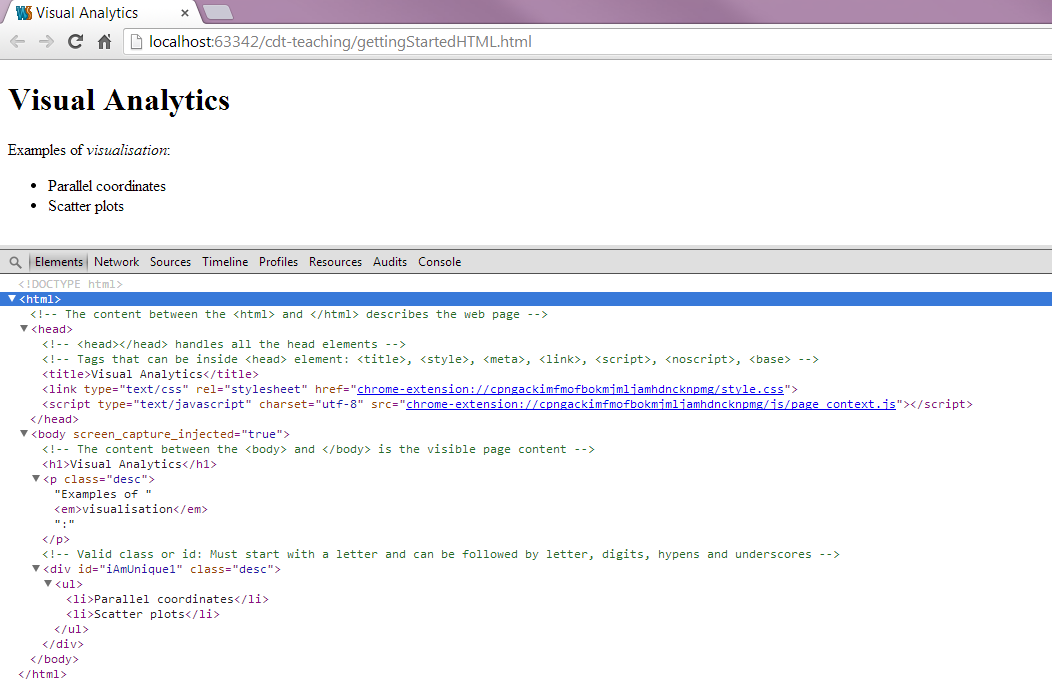 Visual Analytics
localhost:63342/cdt-teaching/gettingStartedHTML.html
Visual Analytics
Examples of visualisation:
• Parallel coordinates
• Scatter plots
Elements Network Sources Timeline Profiles Resources Audits Console
<!DOCTYPE html>
<html>
<!-- The content between the <html> and </html> describes the web page -->
<head>
<!-- <head></head> handles all the head elements -->
<!-- Tags that can be inside <head> element: <title>, <style>, <meta>, <link>, <script>, <noscript>, <base> -->
<title>Visual Analytics</title>
<link type="text/css" rel="stylesheet" href="chrome-extension://cpngackimfmofbokmjmljamhdncknpmg/style.css">
<script type="text/javascript" charset="utf-8" src="chrome-extension://cpngackimfmofbokmjmljamhdncknpmg/js/page_context.js"></script>
</head>
<body screen_capture_injected="true">
<!-- The content between the <body> and </body> is the visible page content -->
<h1>Visual Analytics</h1>
<p class="desc">
"Examples of "
<em>visualisation</em>
":"
</p>
<!-- Valid class or id: Must start with a letter and can be followed by letter, digits, hypens and underscores -->
<div id="iAmUnique1" class="desc">
<ul>
<li>Parallel coordinates</li>
<li>Scatter plots</li>
</ul>
</div>
</body>
</html>